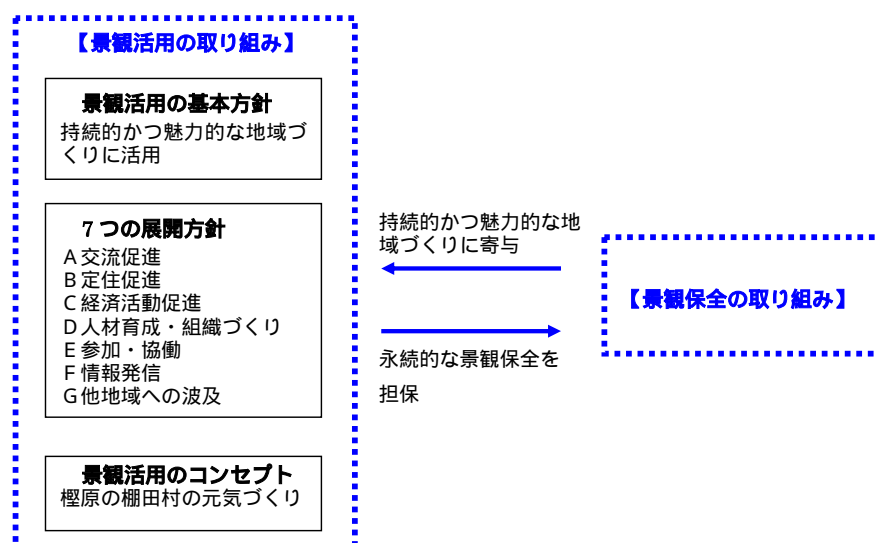 【景観活用の取り組み】
景観活用の基本方針
持続的かつ魅力的な地域づ
くりに活用
7つの展開方針
A交流促進
B定住促進
C経済活動促進
D人材育成・組織づくり
E参加・協働
F情報発信
G他地域への波及
景観活用のコンセプト
樫原の棚田村の元気づくり
持続的かつ魅力的な地
域づくりに寄与
永続的な景観保全を
担保
【景観保全の取り組み】